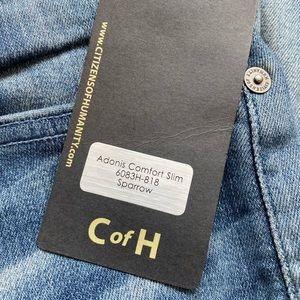 www.CITIZENSOFHUMANITY.com
Adonis Comfort Slim
6083H-818
Sparrow
C of H